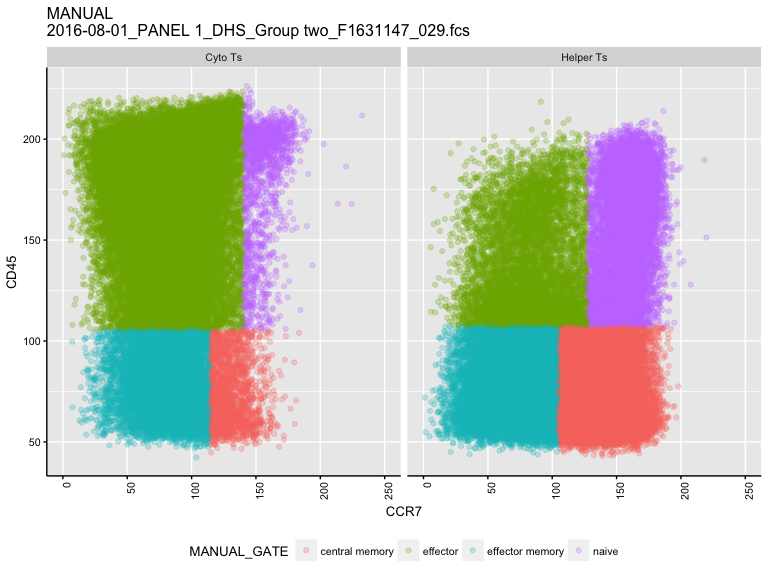 MANUAL
2016-08-01_PANEL 1_DHS_Group two_F1631147_029.fcs
Cyto Ts
Helper Ts
200
150
100
50
CD45
0 50 100 150 200 250
0 50 100 150 200 250
CCR7
MANUAL_GATE central memory effector effector memory naive